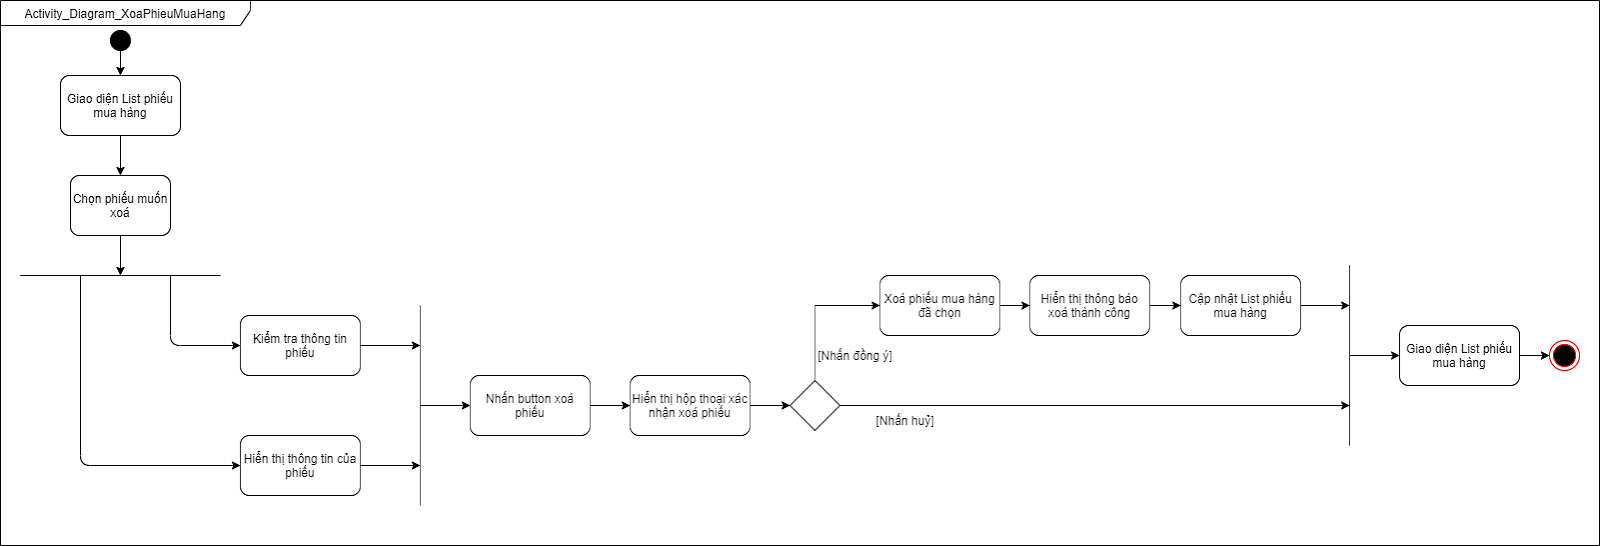 Activity_Diagram_XoaPhieuMuaHang
Giao diện List phiếu
mua hàng
Chọn phiếu muốn
xoá
Kiểm tra thông tin
phiếu
Hiển thị thông tin của
phiếu
Nhấn button xoá
phiếu
Hiển thị hộp thoại xác
nhận xoá phiếu
[Nhấn đồng ý]
[Nhấn huỷ]
Xoá phiếu mua hàng
đã chọn
Hiển thị thông báo
xoá thành công
Cập nhật List phiếu
mua hàng
Giao diện List phiếu
mua hàng